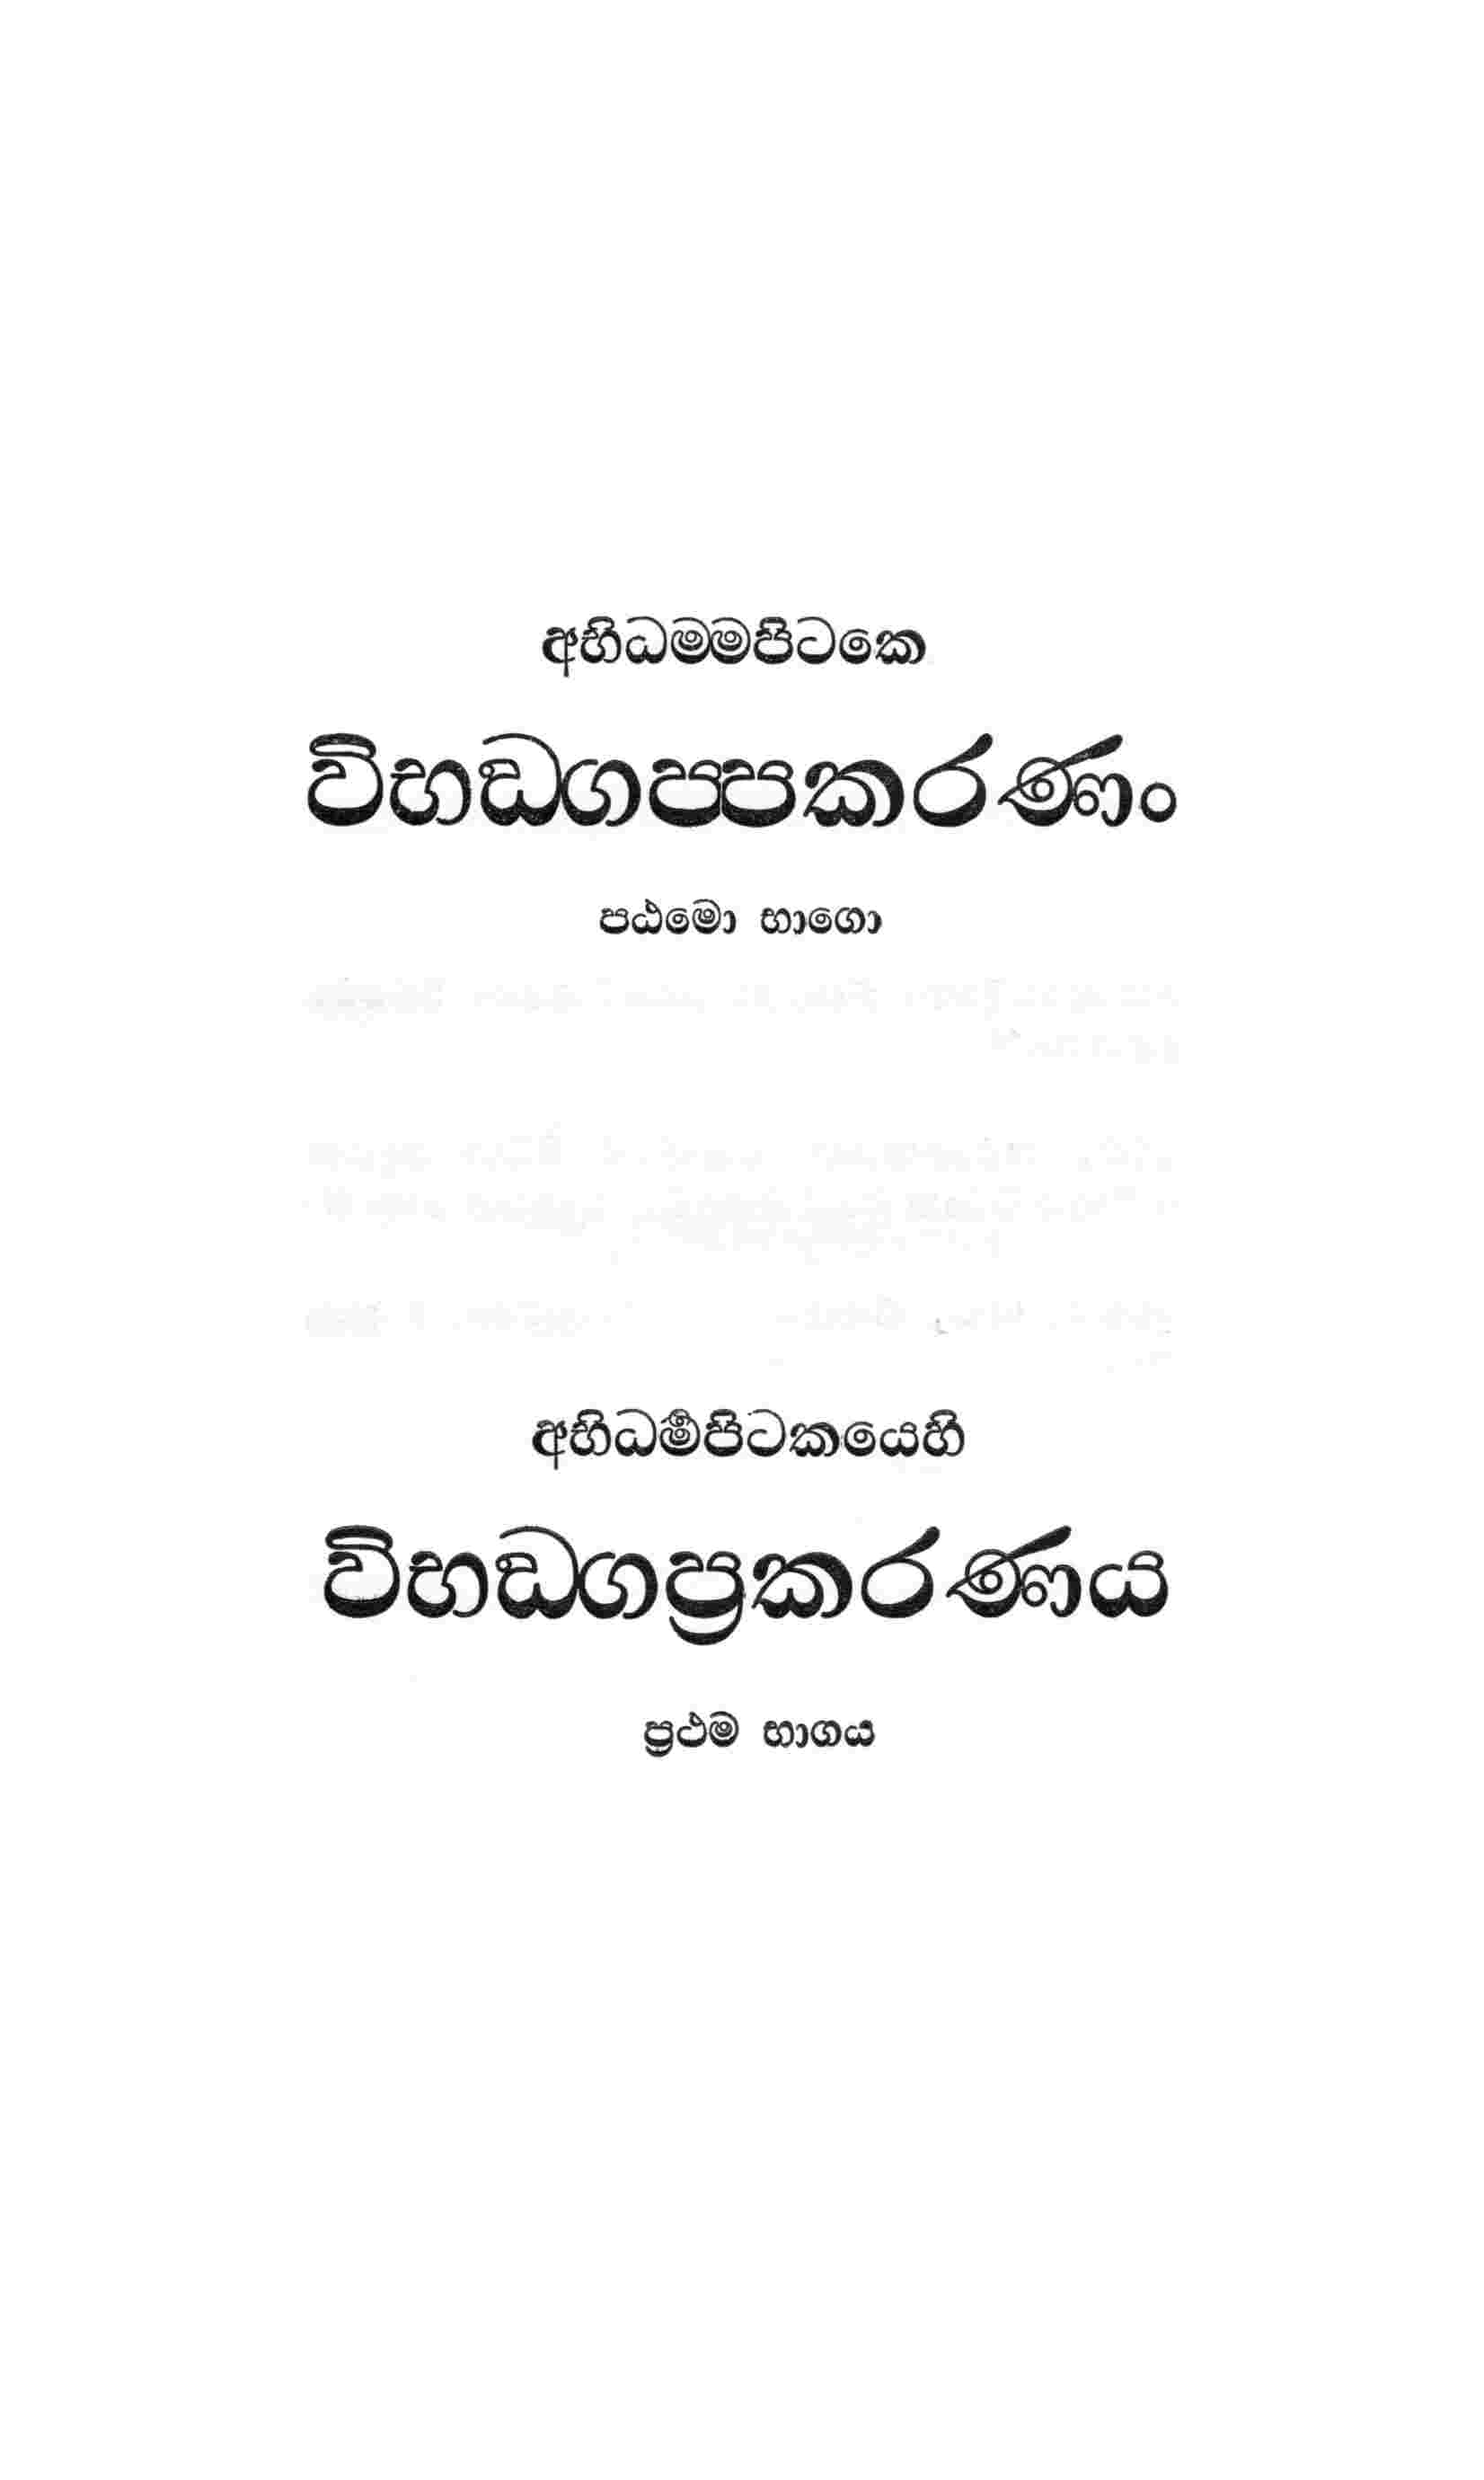 අභිධම‍්මපිටකෙ
විභඞ‍්ගප‍්පකරණං
පඨමො භාගො
අභිධර්‍මපිටකයෙහි
විභඞ‍්ගප්‍රකරණය
ප්‍රථම භාගය